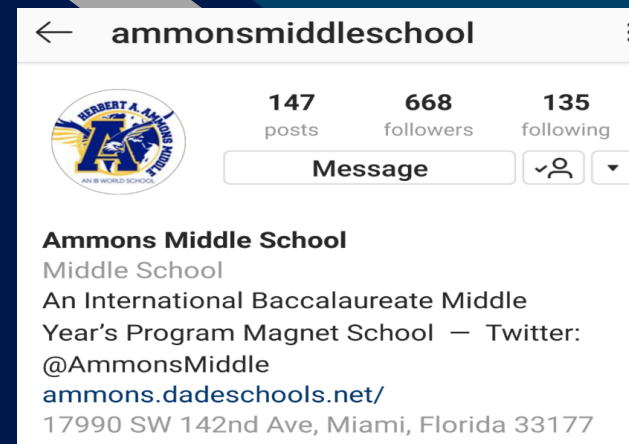 ammonsmiddleschool
HERBERT A. AMMONS MIDDLE
A
AN IB WORLD SCHOOL
147 668 135
posts followers following
Message
Ammons Middle School
Middle School
An International Baccalaureate Middle
Year's Program Magnet School — Twitter:
@AmmonsMiddle
ammons.dadeschools.net/
17990 SW 142nd Ave, Miami, Florida 33177